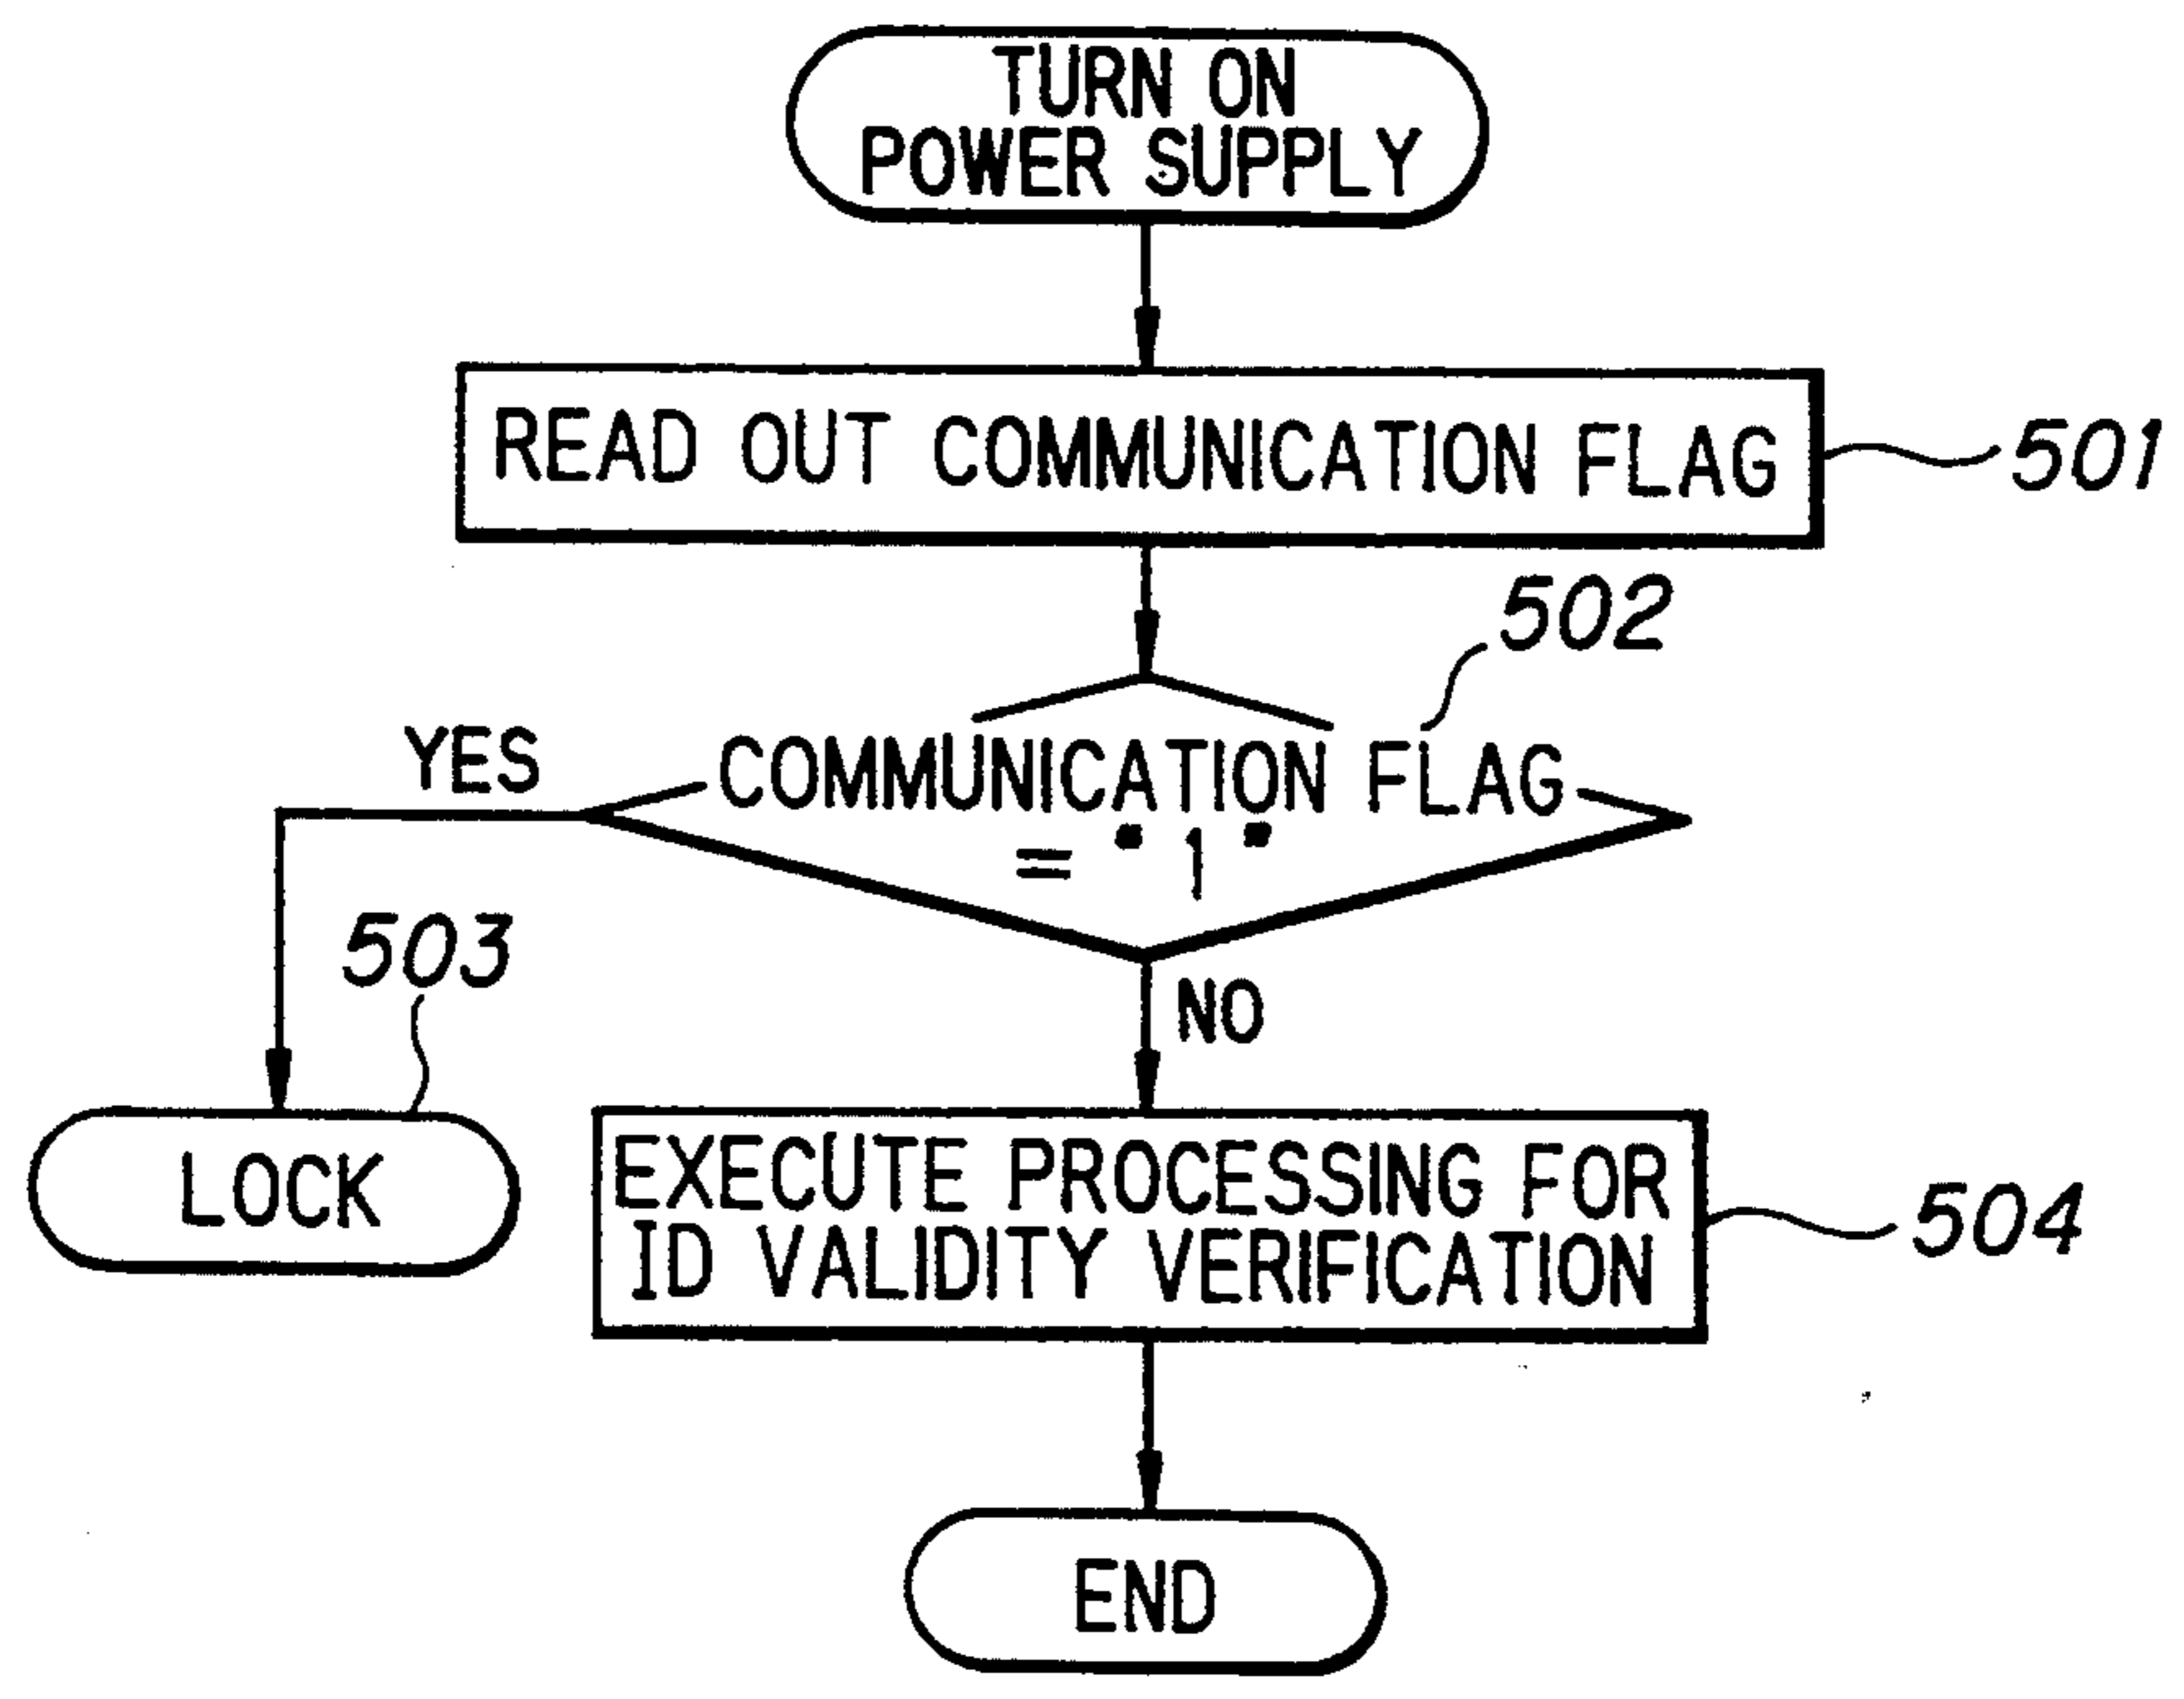 TURN ON
POWER SUPPLY
READ OUT COMMUNICATION FLAG
501
502
YES
COMMUNICATION FLAG
= "1"
503
NO
LOCK
EXECUTE PROCESSING FOR
ID VALIDITY VERIFICATION
504
END